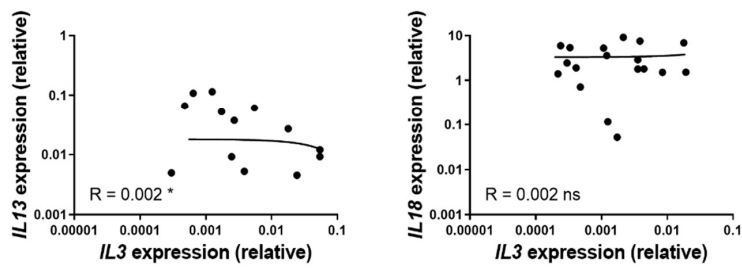 IL13 expression (relative)
1
0.1
0.01
0.001
R = 0.002 *
0.00001 0.001 0.001 0.01 0.1
IL3 expression (relative)
IL18 expression (relative)
10
1
0.1
0.01
0.001
R = 0.002 ns
0.00001 0.0001 0.001 0.01 0.1
IL3 expression (relative)